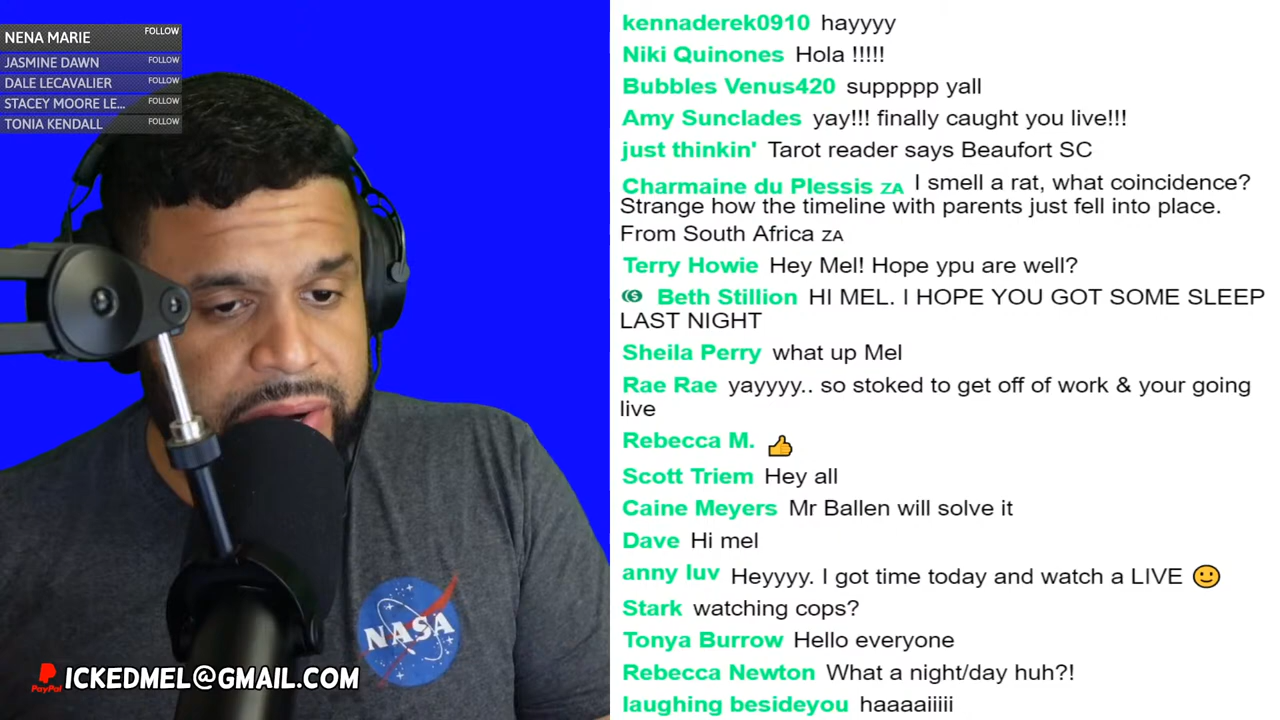 NENA MARIE FOLLOW
JASMINE DAWN FOLLOW
DALE LECAVALIER FOLLOW
STACEY MOORE LE... FOLLOW
TONIA KENDALL FOLLOW
NASA
PayPal
ICKEDMEL@GMAIL.COM
kennaderek0910 hayyyy
Niki Quinones Hola !!!!!
Bubbles Venus420 supppp yall
Amy Sunclades yay!!! finally caught you live!!!
just thinkin' Tarot reader says Beaufort SC
Charmaine du Plessis ZA I smell a rat, what coincidence?
Strange how the timeline with parents just fell into place.
From South Africa ZA
Terry Howie Hey Mel! Hope ypu are well?
Beth Stillion HI MEL. I HOPE YOU GOT SOME SLEEP
LAST NIGHT
Sheila Perry what up Mel
Rae Rae yayyyy.. so stoked to get off of work & your going
live
Rebecca M. 👍
Scott Triem Hey all
Caine Meyers Mr Ballen will solve it
Dave Hi mel
anny luv Heyyyy. I got time today and watch a LIVE 🙂
Stark watching cops?
Tonya Burrow Hello everyone
Rebecca Newton What a night/day huh?!
laughing besideyou haaaaiiiii